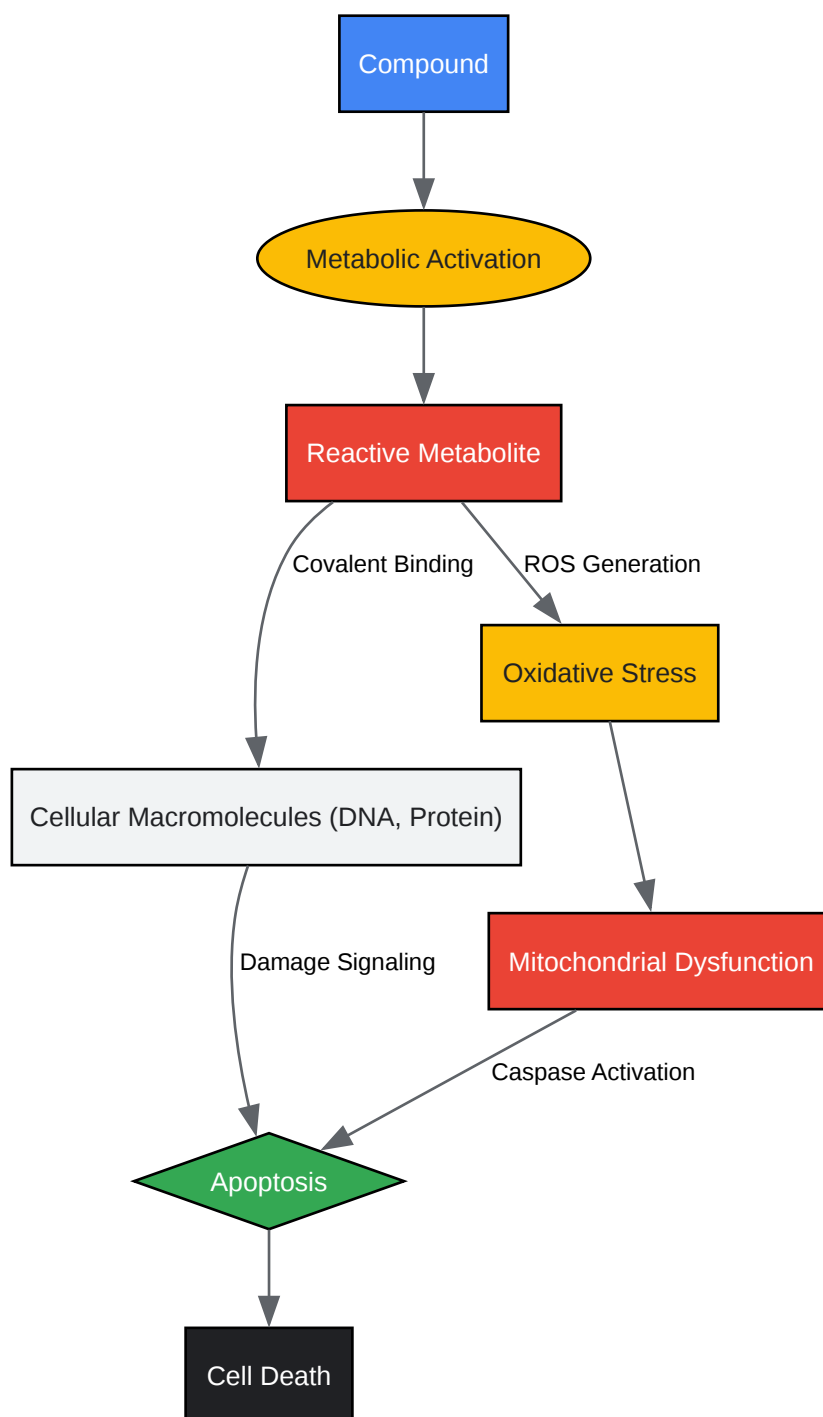 Compound
Metabolic Activation
Reactive Metabolite
Covalent Binding
ROS Generation
Oxidative Stress
Cellular Macromolecules (DNA, Protein)
Mitochondrial Dysfunction
Damage Signaling
Caspase Activation
Apoptosis
Cell Death